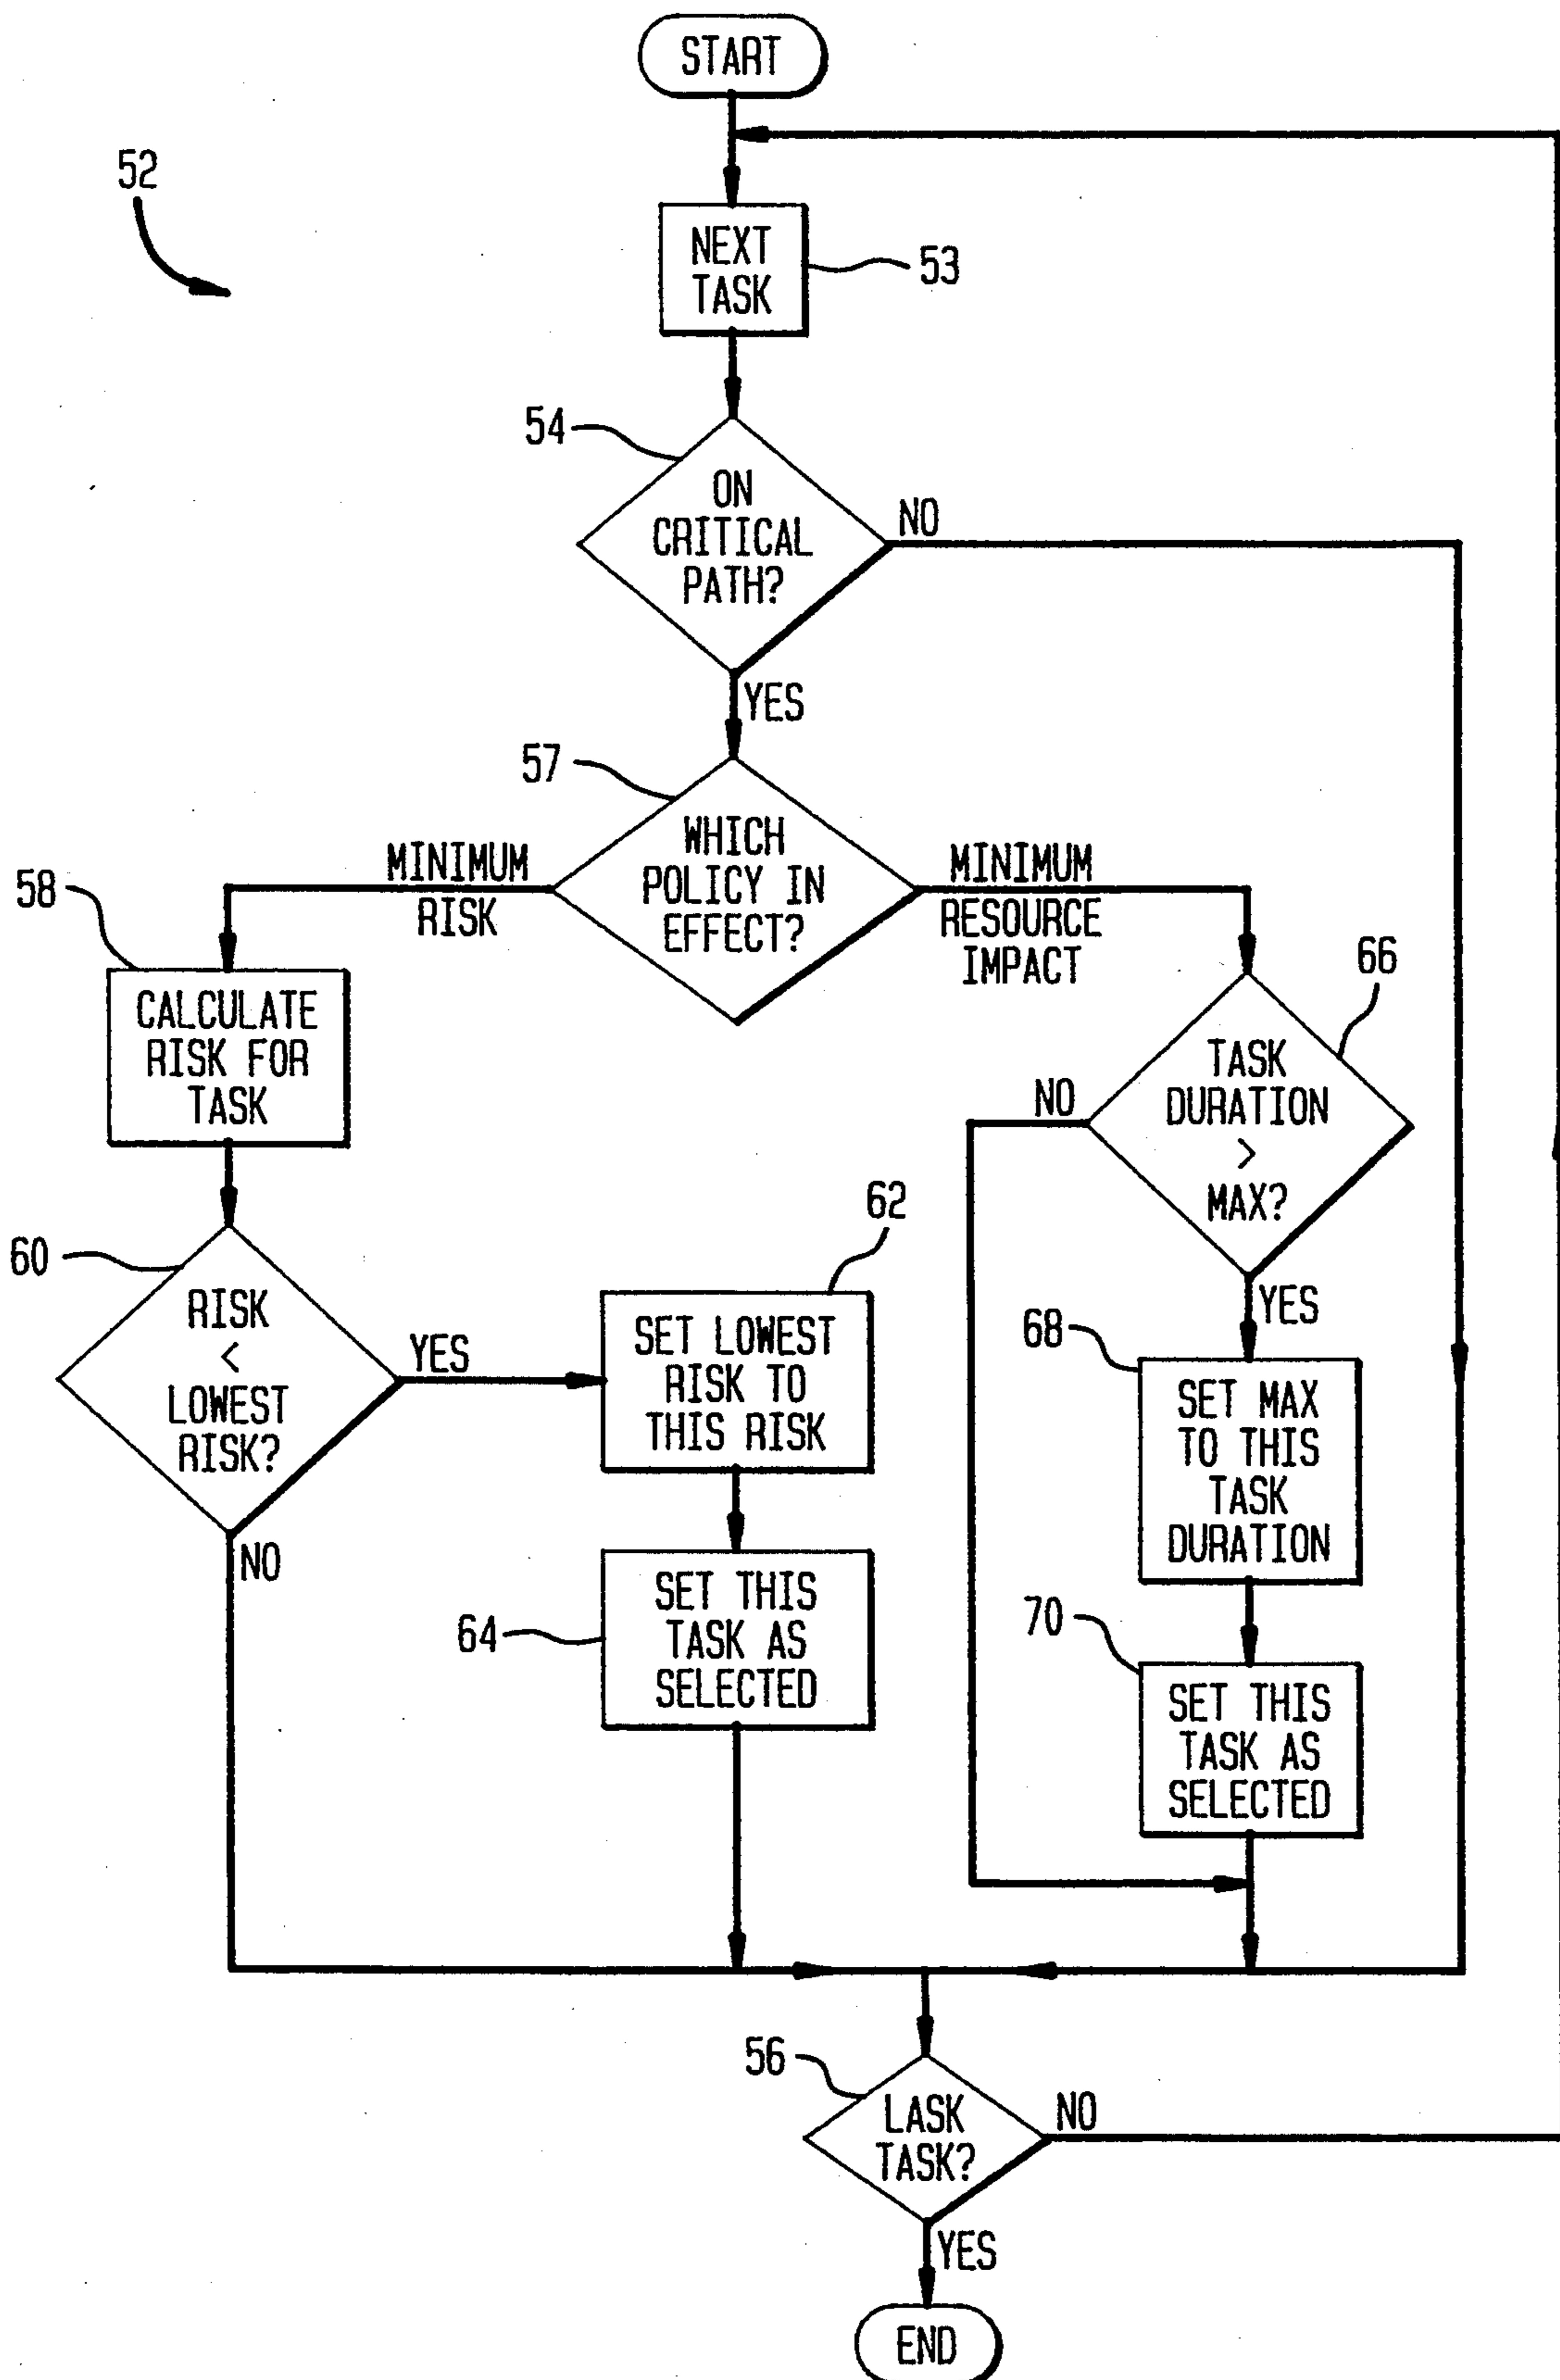 START
52
NEXT
TASK
53
54
ON
CRITICAL
PATH?
NO
YES
57
WHICH
POLICY IN
EFFECT?
MINIMUM
RISK
MINIMUM
RESOURCE
IMPACT
58
CALCULATE
RISK FOR
TASK
66
TASK
DURATION
>
MAX?
NO
YES
60
RISK
<
LOWEST
RISK?
YES
NO
62
SET LOWEST
RISK TO
THIS RISK
68
SET MAX
TO THIS
TASK
DURATION
64
SET THIS
TASK AS
SELECTED
70
SET THIS
TASK AS
SELECTED
56
LASK
TASK?
NO
YES
END